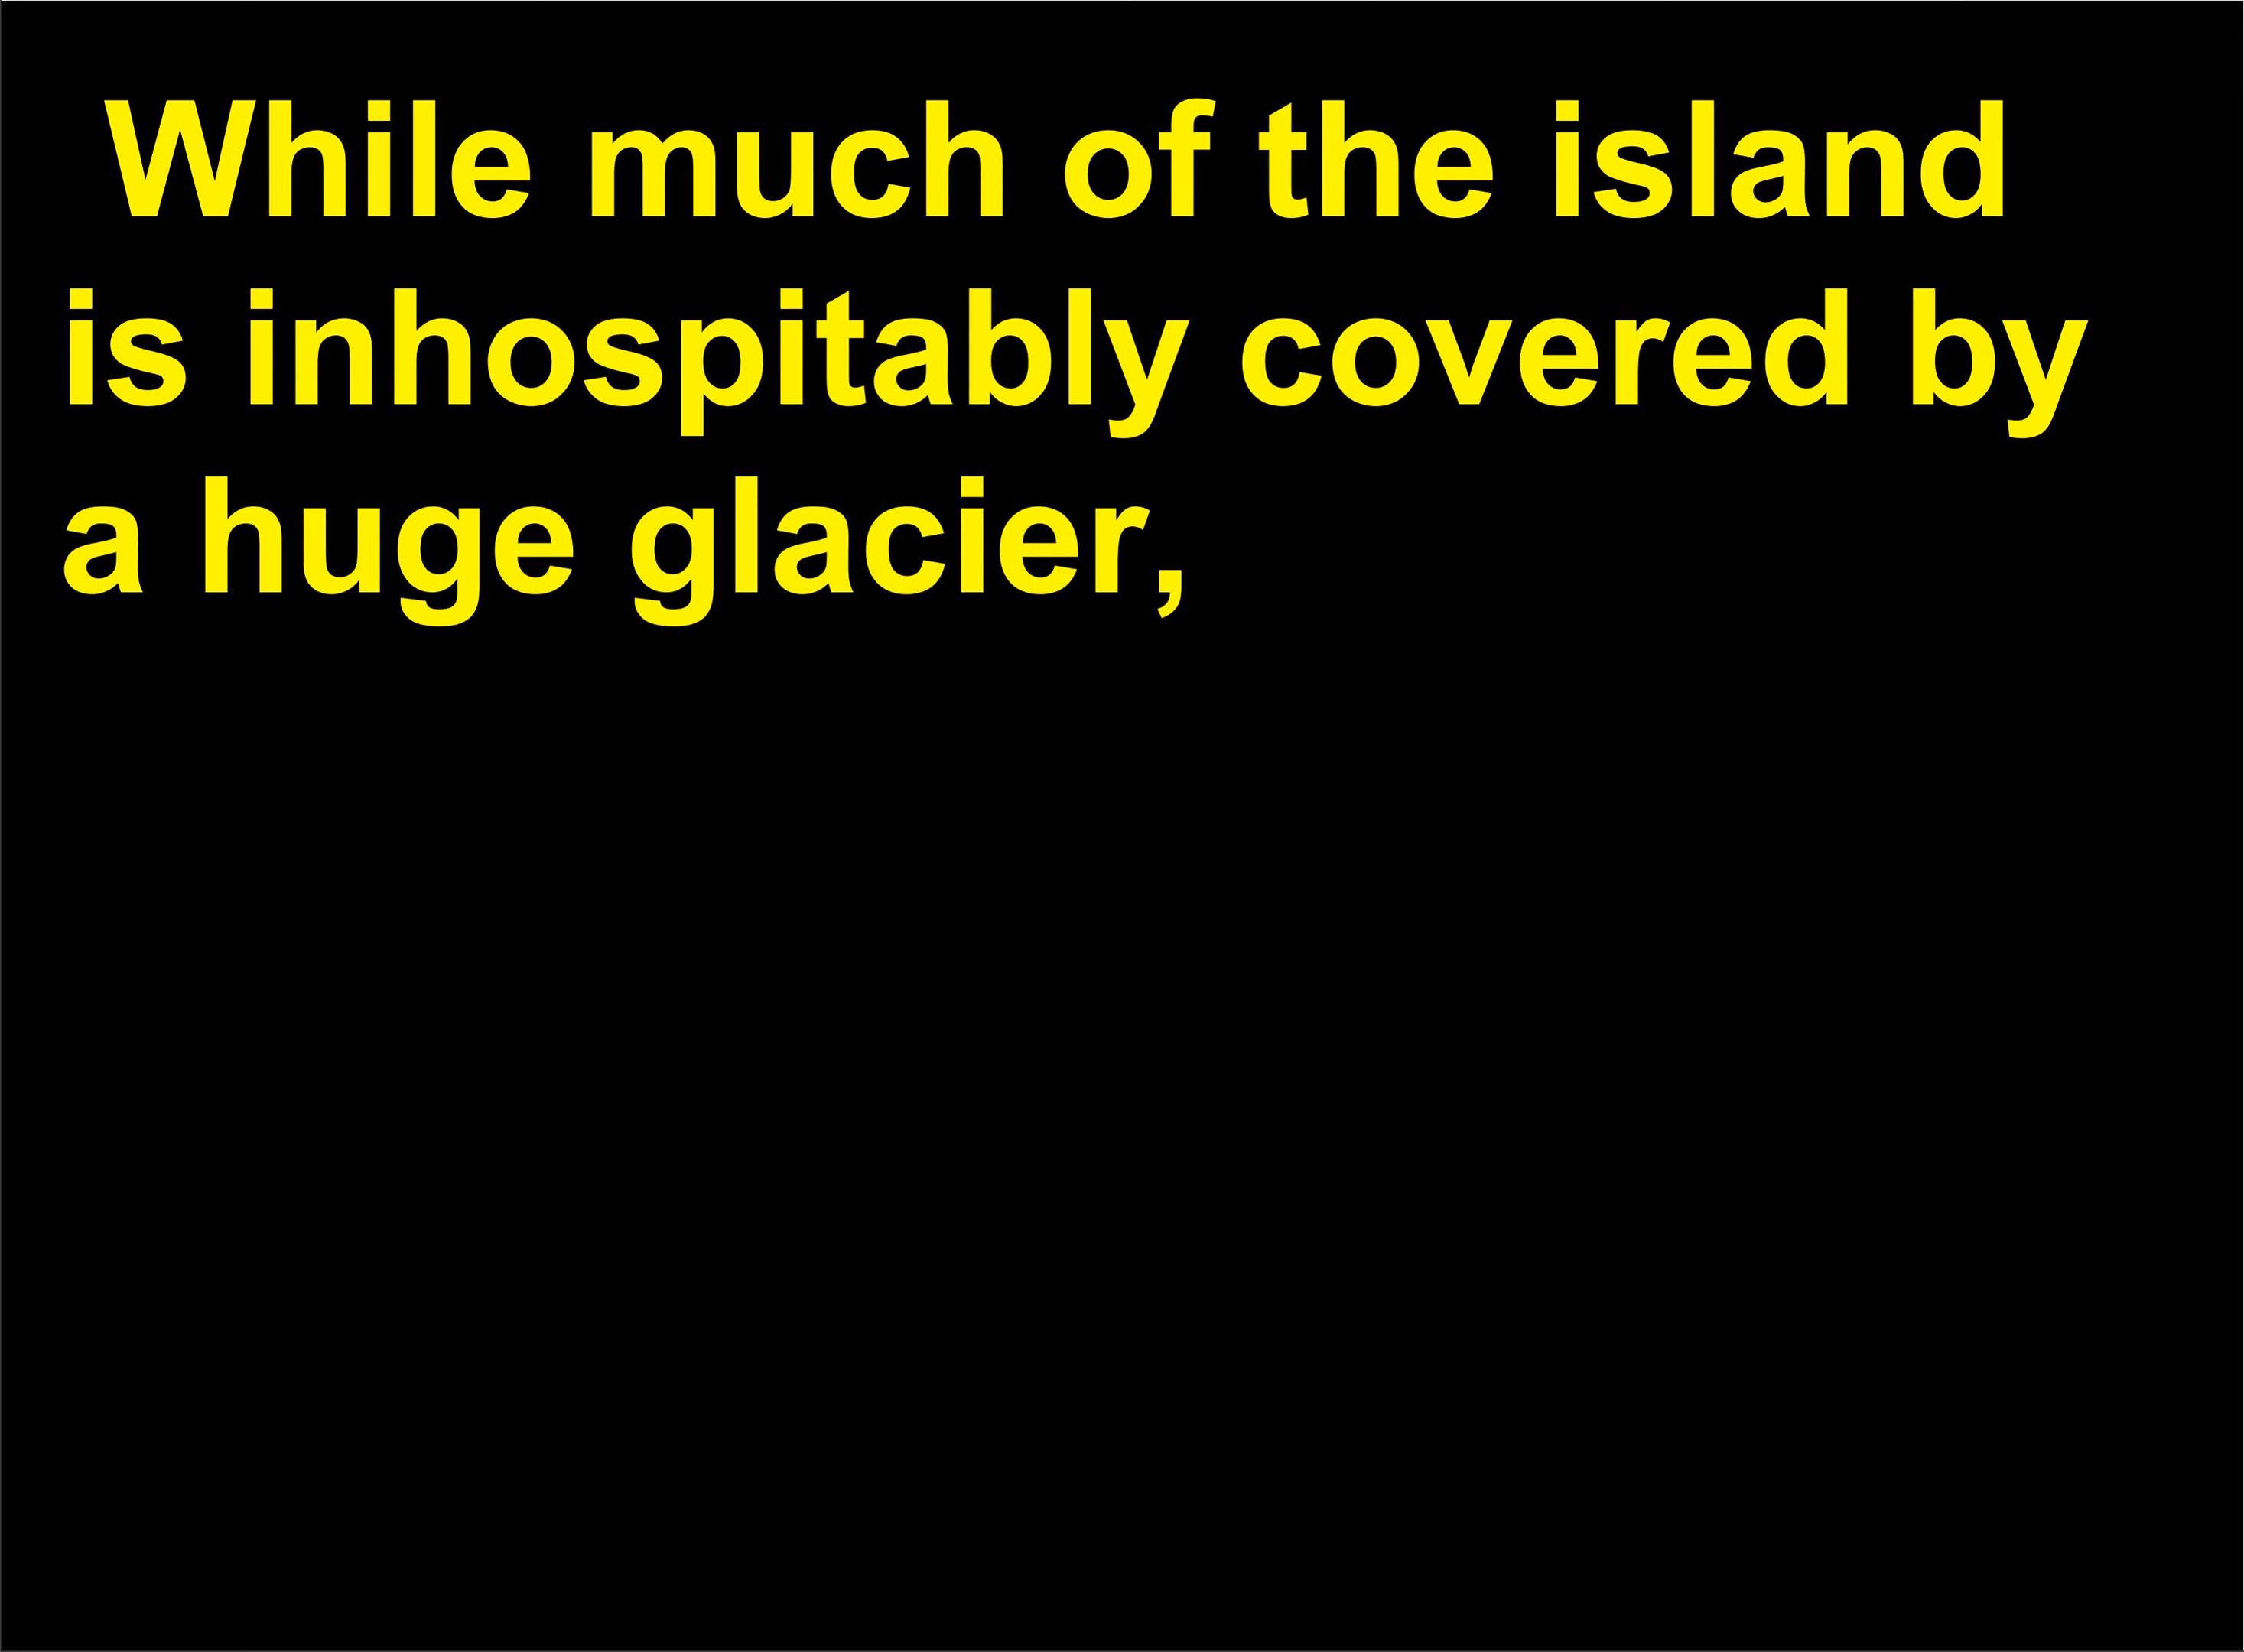 While much of the island
is inhospitably covered by
a huge glacier,